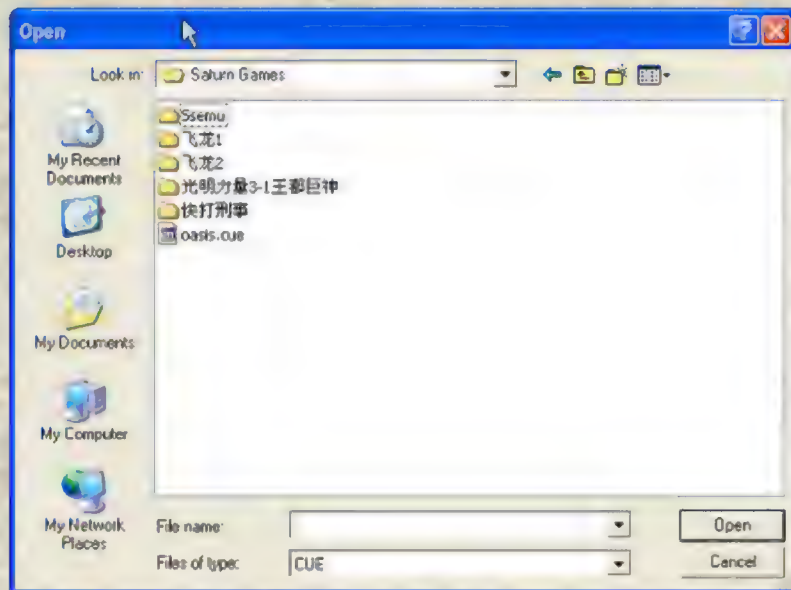 Open
Look in: Saturn Games
Ssemu
飞龙1
飞龙2
光明力量3-1王都巨神
快打刑事
oasis.cue
My Recent
Documents
Desktop
My Documents
My Computer
My Network
Places
File name:
Open
Files of type: CUE
Cancel